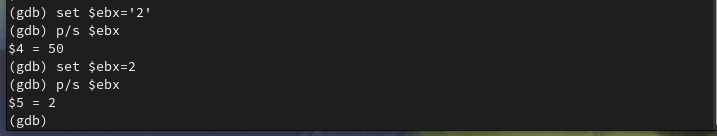 (gdb) set $ebx='2'
(gdb) p/s $ebx
$4 = 50
(gdb) set $ebx=2
(gdb) p/s $ebx
$5 = 2
(gdb)